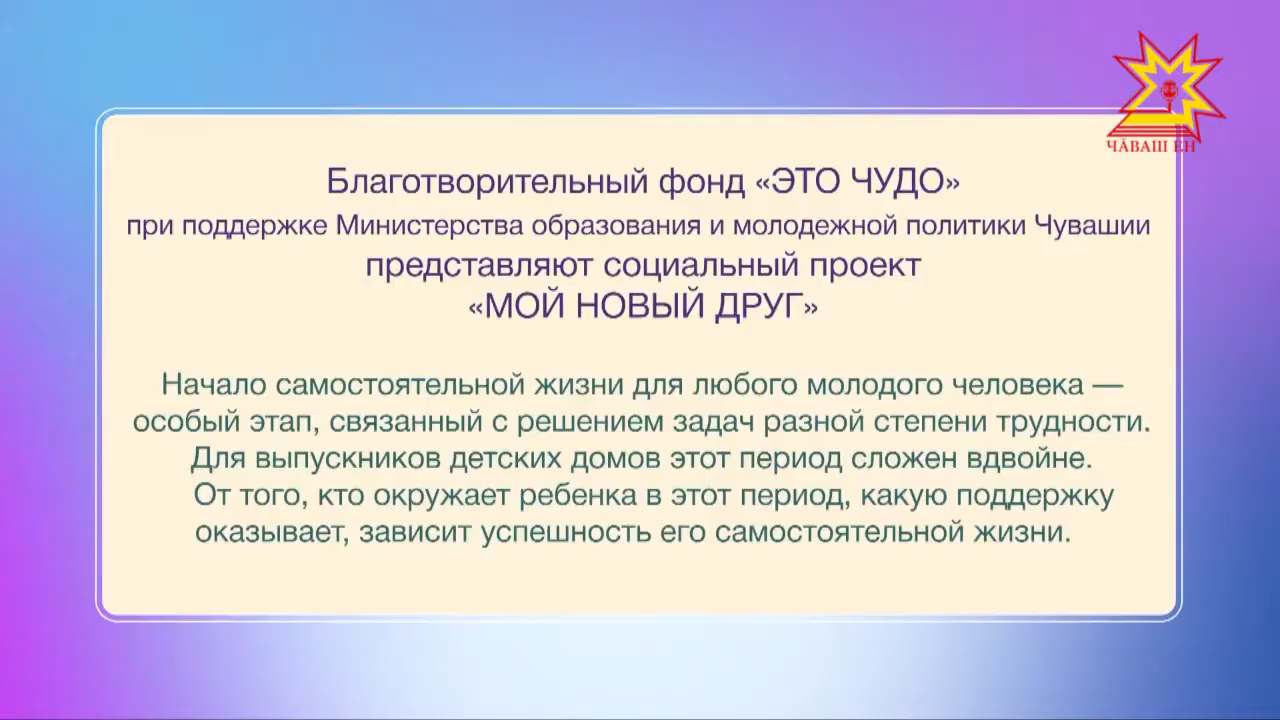 ЧӐВАШ ЕН
Благотворительный фонд «ЭТО ЧУДО»
при поддержке Министерства образования и молодежной политики Чувашии
представляют социальный проект
«МОЙ НОВЫЙ ДРУГ»
Начало самостоятельной жизни для любого молодого человека —
особый этап, связанный с решением задач разной степени трудности.
Для выпускников детских домов этот период сложен вдвойне.
От того, кто окружает ребенка в этот период, какую поддержку
оказывает, зависит успешность его самостоятельной жизни.